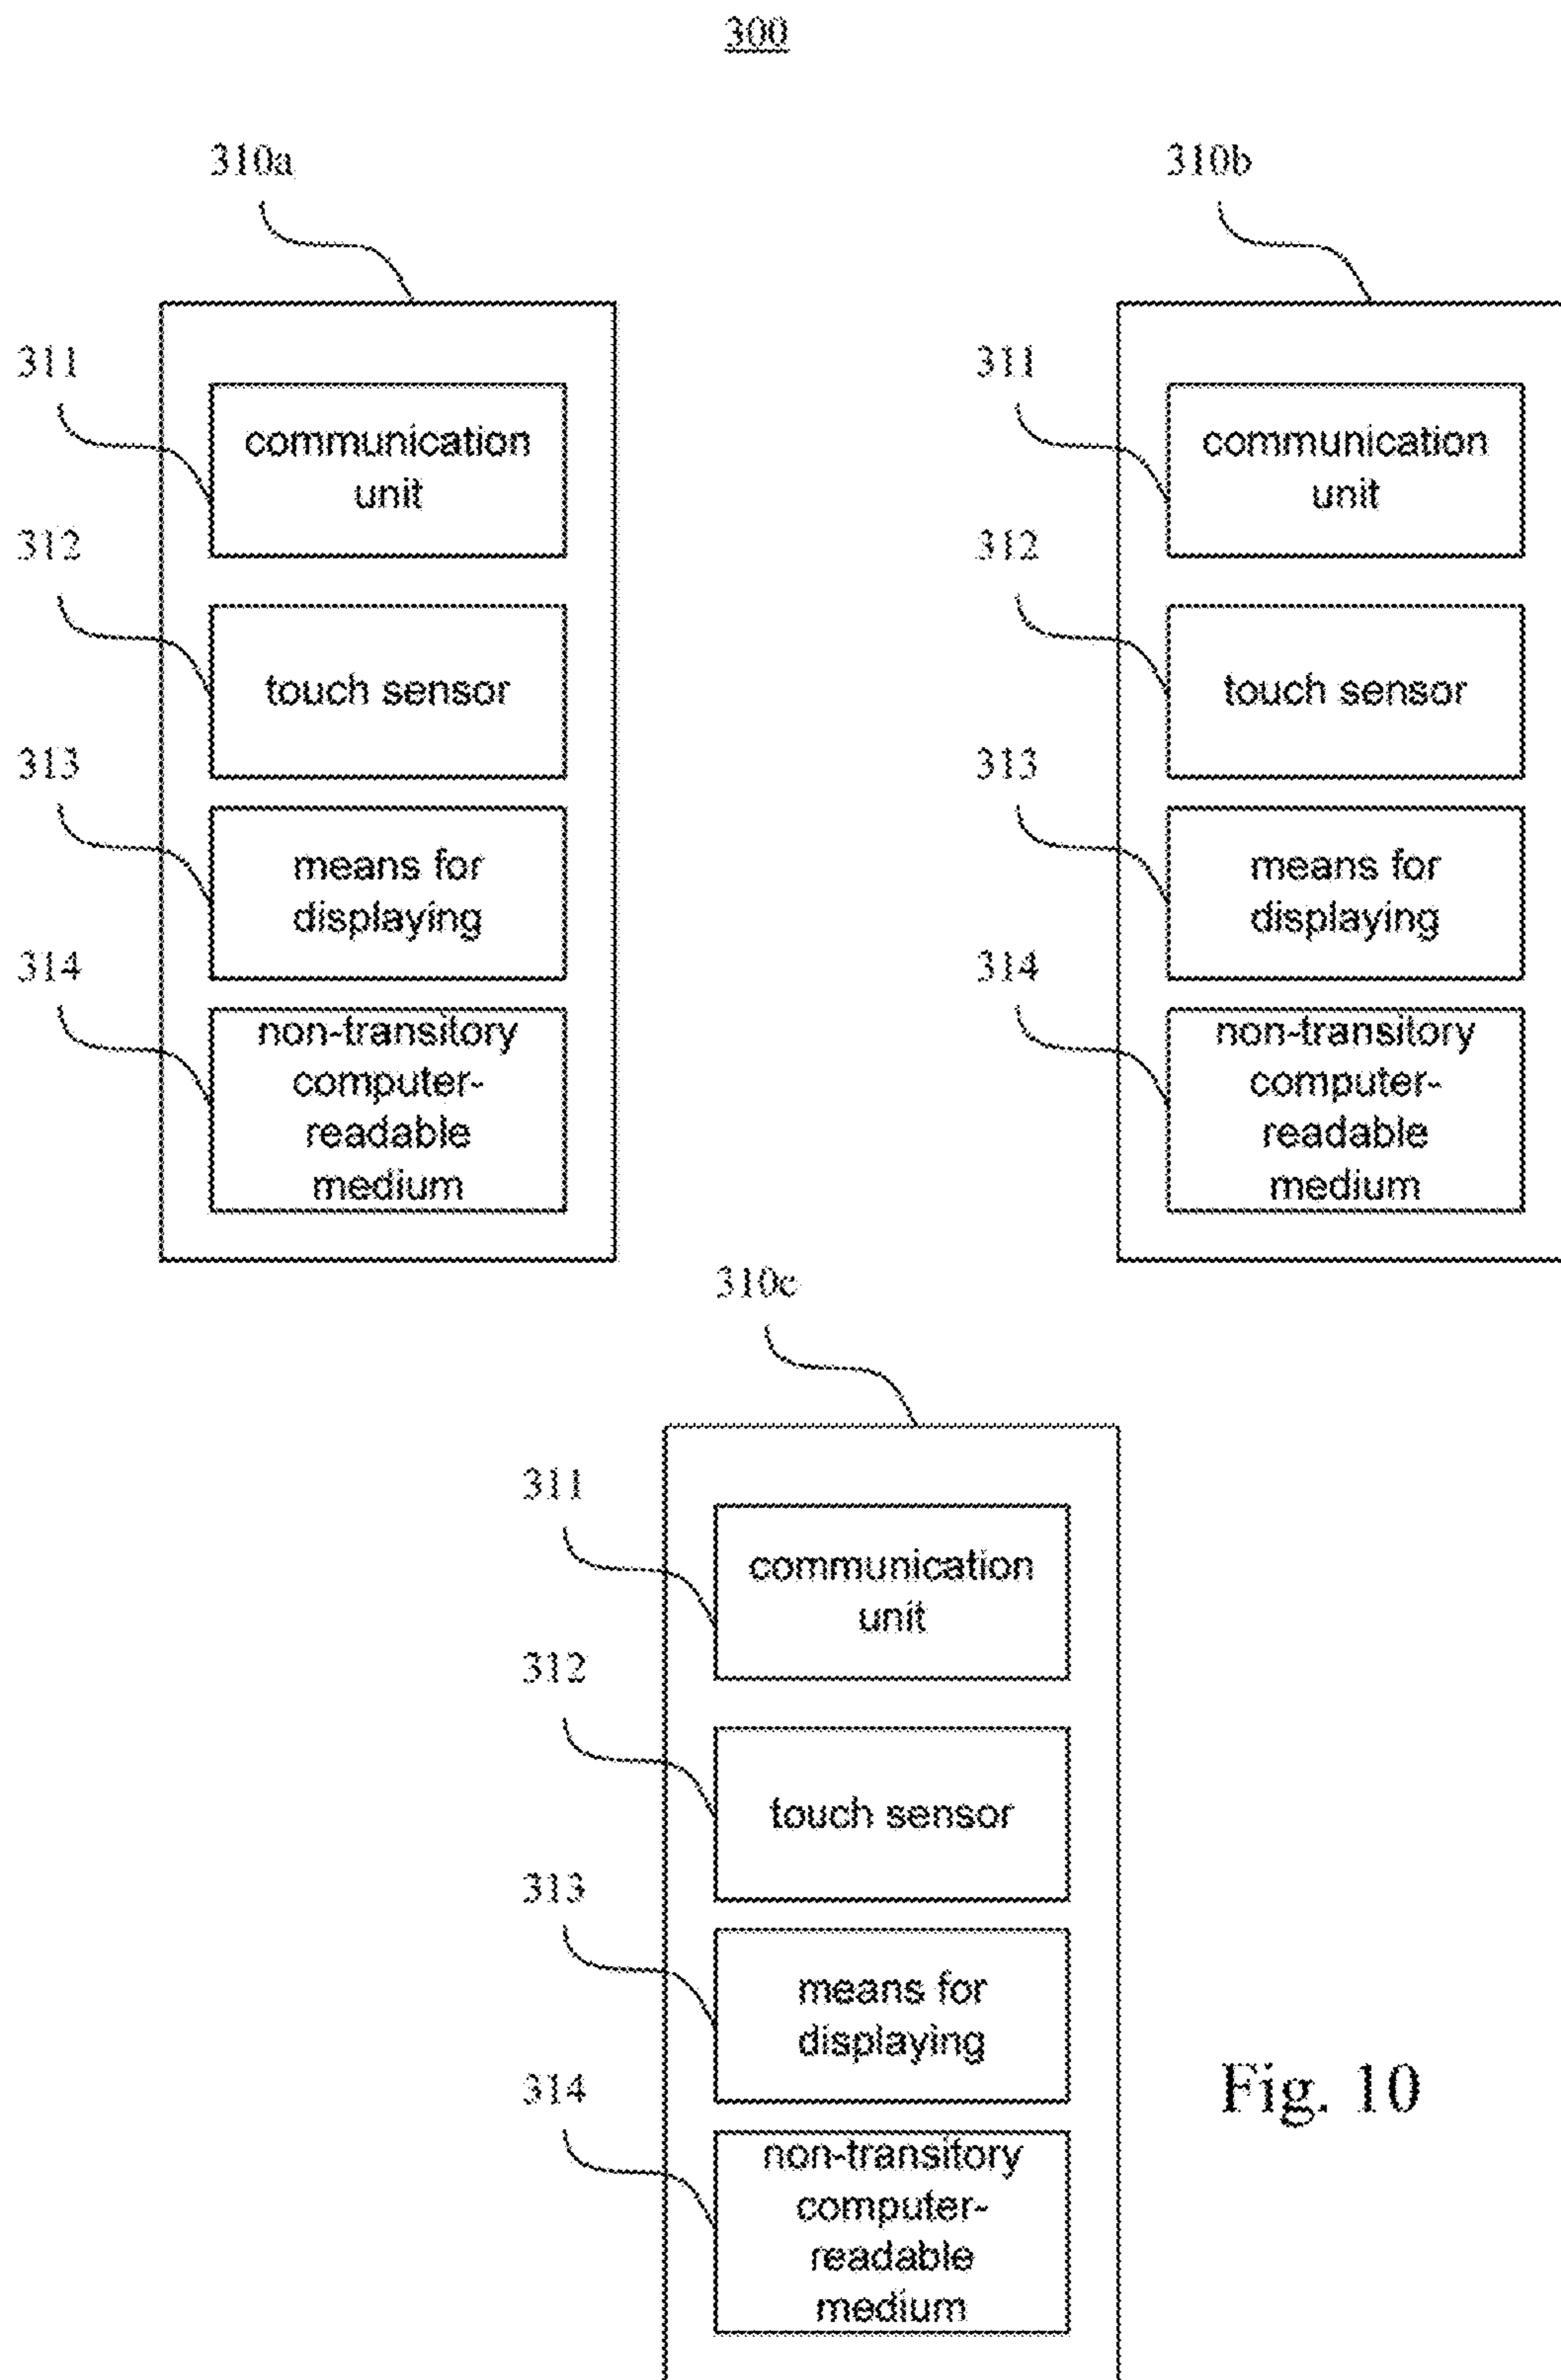 300
310a
310b
311
communication
unit
312
touch sensor
313
means for
displaying
314
non-transitory
computer-
readable
medium
311
communication
unit
312
touch sensor
313
means for
displaying
314
non-transitory
computer-
readable
medium
310c
311
communication
unit
312
touch sensor
313
means for
displaying
314
non-transitory
computer-
readable
medium
Fig. 10